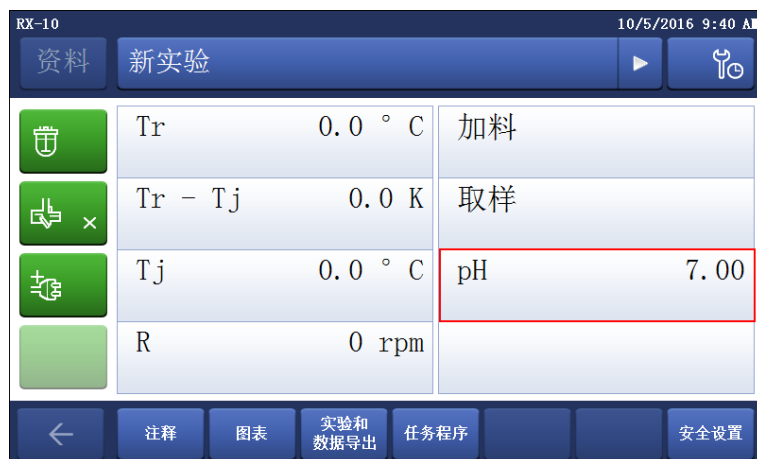 RX-10
10/5/2016 9:40 A
资料
新实验
Tr 0.0 ° C
加料
Tr - Tj 0.0 K
取样
Tj 0.0 ° C
pH 7.00
R 0 rpm
注释
图表
实验和
数据导出
任务程序
安全设置